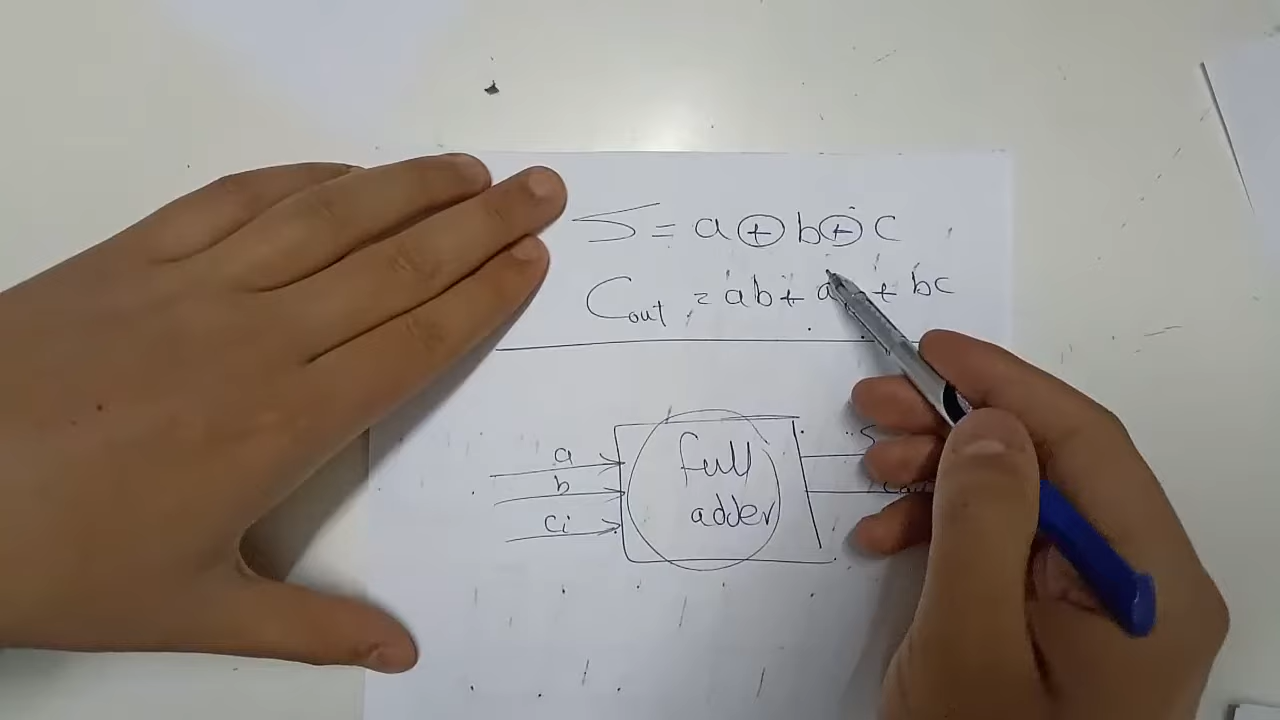 S = a ⊕ b ⊕ c
Cout = ab + a + bc
a
b
ci
full
adder
S